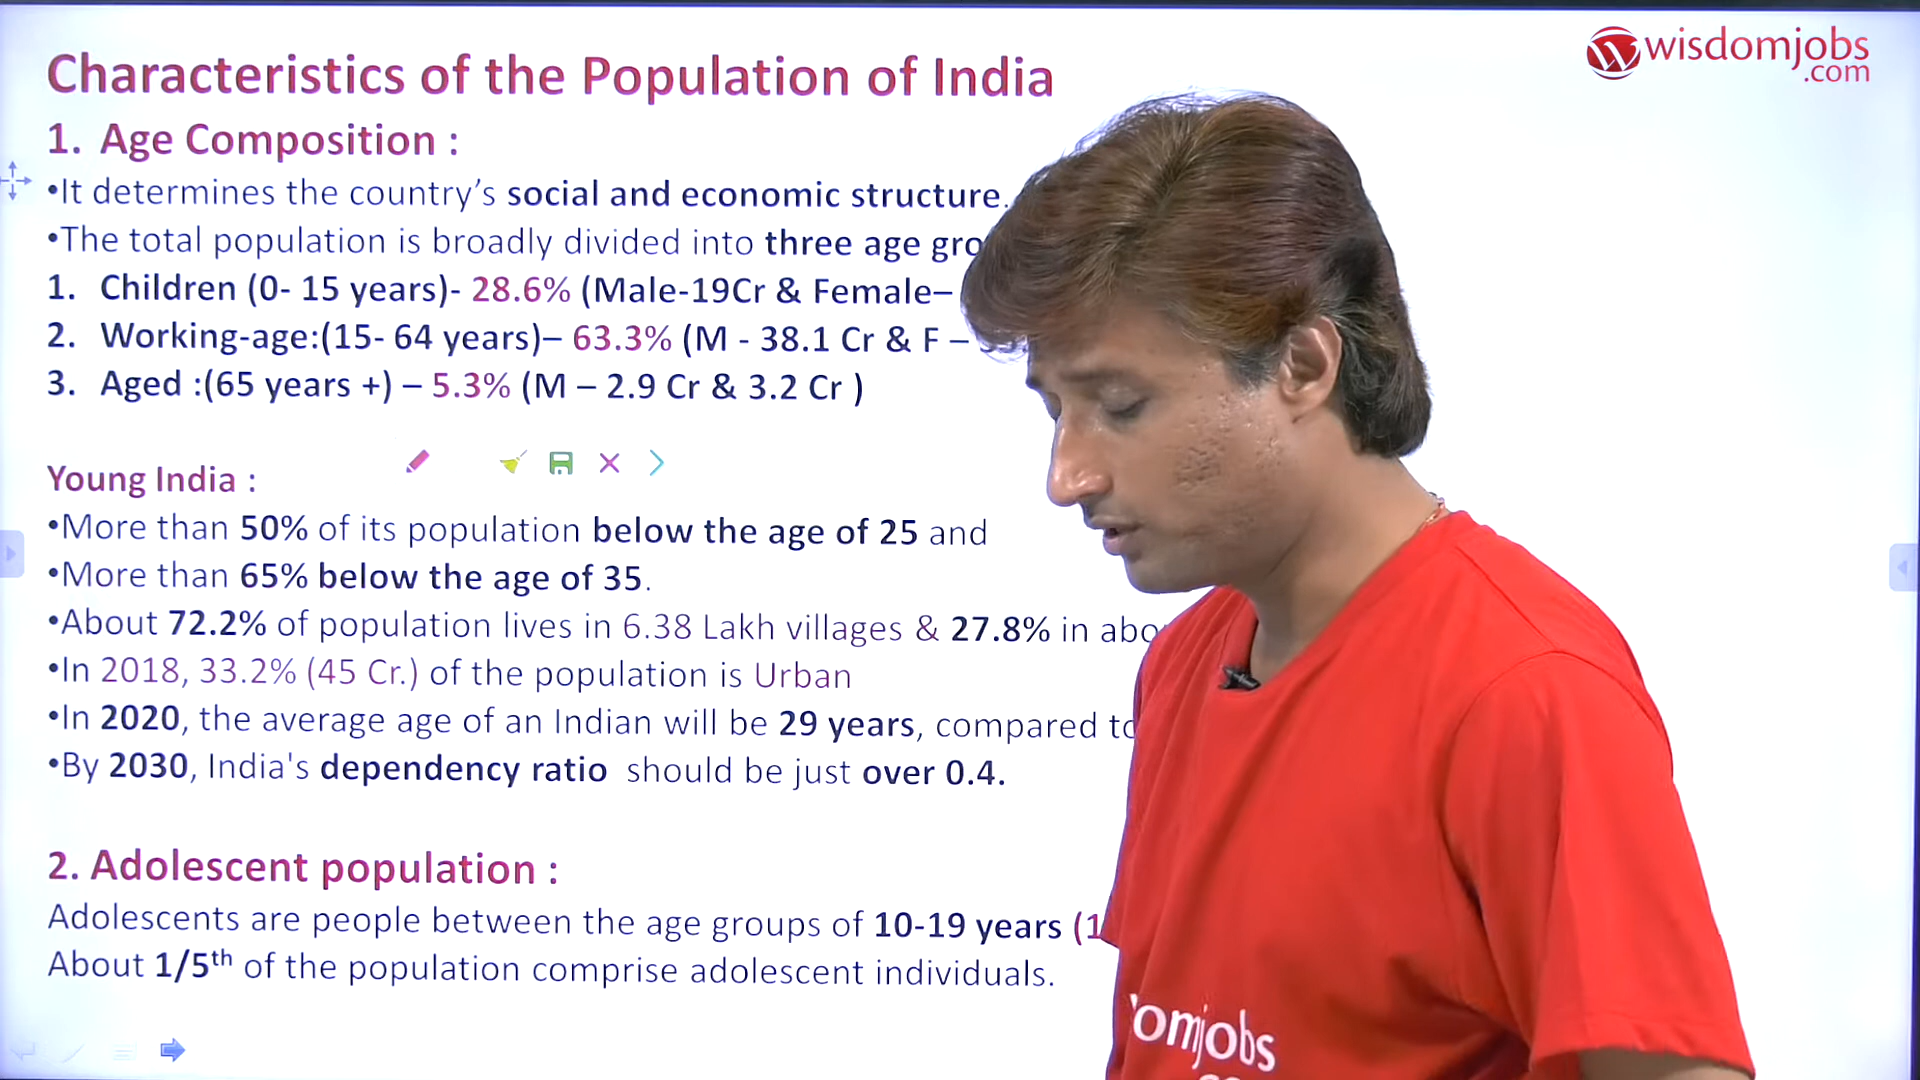 Characteristics of the Population of India
wisdomjobs
.com
1. Age Composition :
•It determines the country’s social and economic structure.
•The total population is broadly divided into three age
1. Children (0- 15 years)- 28.6% (Male-19Cr & Female–
2. Working-age:(15- 64 years)– 63.3% (M - 38.1 Cr & F –
3. Aged :(65 years +) – 5.3% (M – 2.9 Cr & 3.2 Cr )
Young India :
•More than 50% of its population below the age of 25 and
•More than 65% below the age of 35.
•About 72.2% of population lives in 6.38 Lakh villages & 27.8% in
•In 2018, 33.2% (45 Cr.) of the population is Urban
•In 2020, the average age of an Indian will be 29 years, compared
•By 2030, India's dependency ratio should be just over 0.4.
2. Adolescent population :
Adolescents are people between the age groups of 10-19 years
About 1/5th of the population comprise adolescent individuals.
omjobs